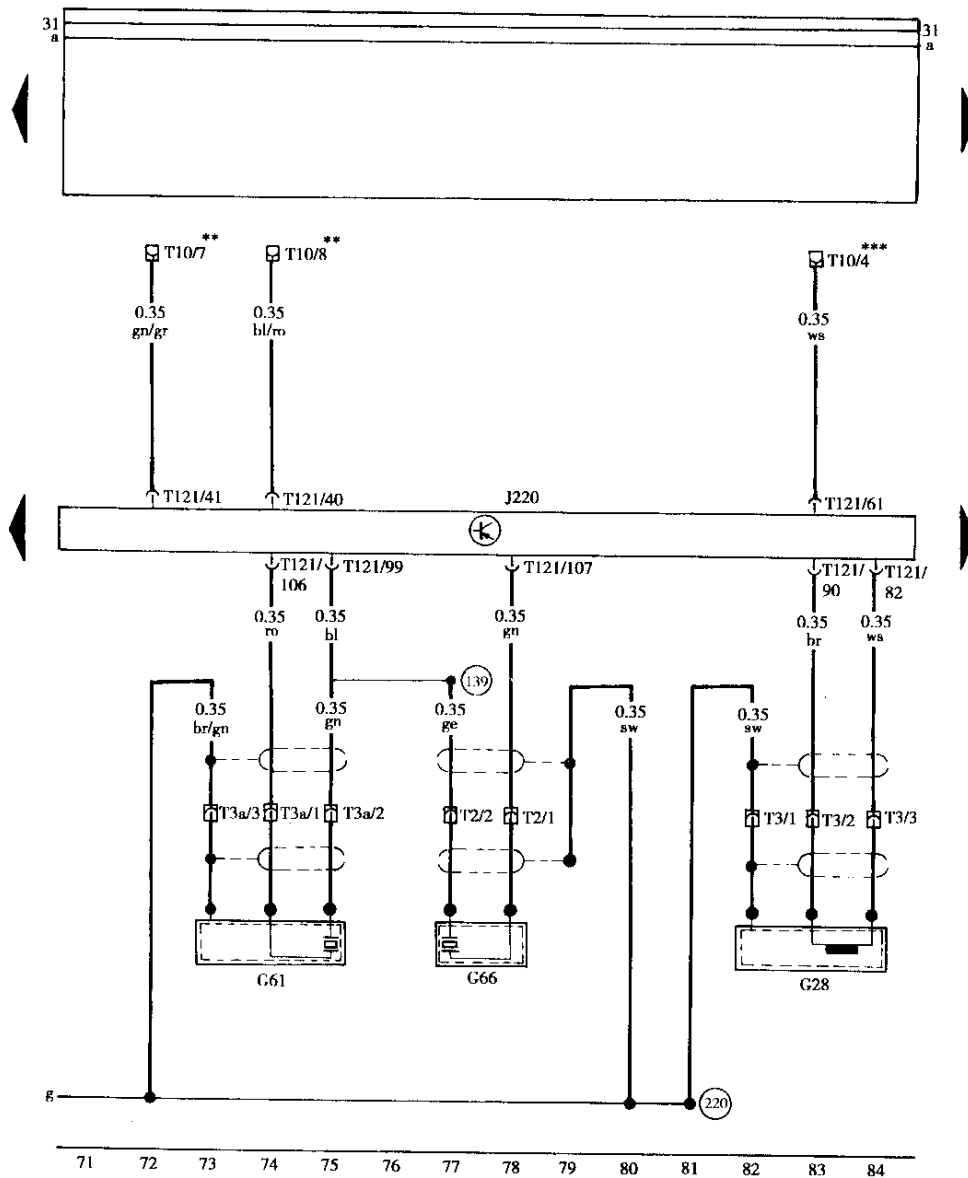 31 31
a a
T10/7 ** T10/8 ** T10/4 ***
0.35 0.35 0.35
gn/gr bl/ro ws
T121/41 T121/40 J220 T121/61
T121/ T121/99 T121/107 T121/ T121/
106 90 82
0.35 0.35 0.35 0.35 0.35
ro bl gn br ws
139
0.35 0.35 0.35 0.35 0.35
br/gn gn ge sw sw
T3a/3 T3a/1 T3a/2 T2/2 T2/1 T3/1 T3/2 T3/3
G61 G66 G28
g 220
71 72 73 74 75 76 77 78 79 80 81 82 83 84